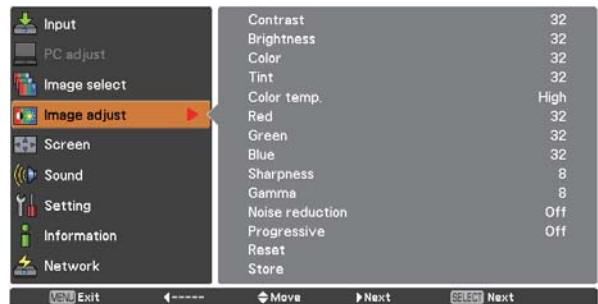 Input
PC adjust
Image select
Image adjust
Screen
Sound
Setting
Information
Network
Contrast 32
Brightness 32
Color 32
Tint 32
Color temp. High
Red 32
Green 32
Blue 32
Sharpness 8
Gamma 8
Noise reduction Off
Progressive Off
Reset
Store
MENU Exit ◀----- Move Next SELECT Next